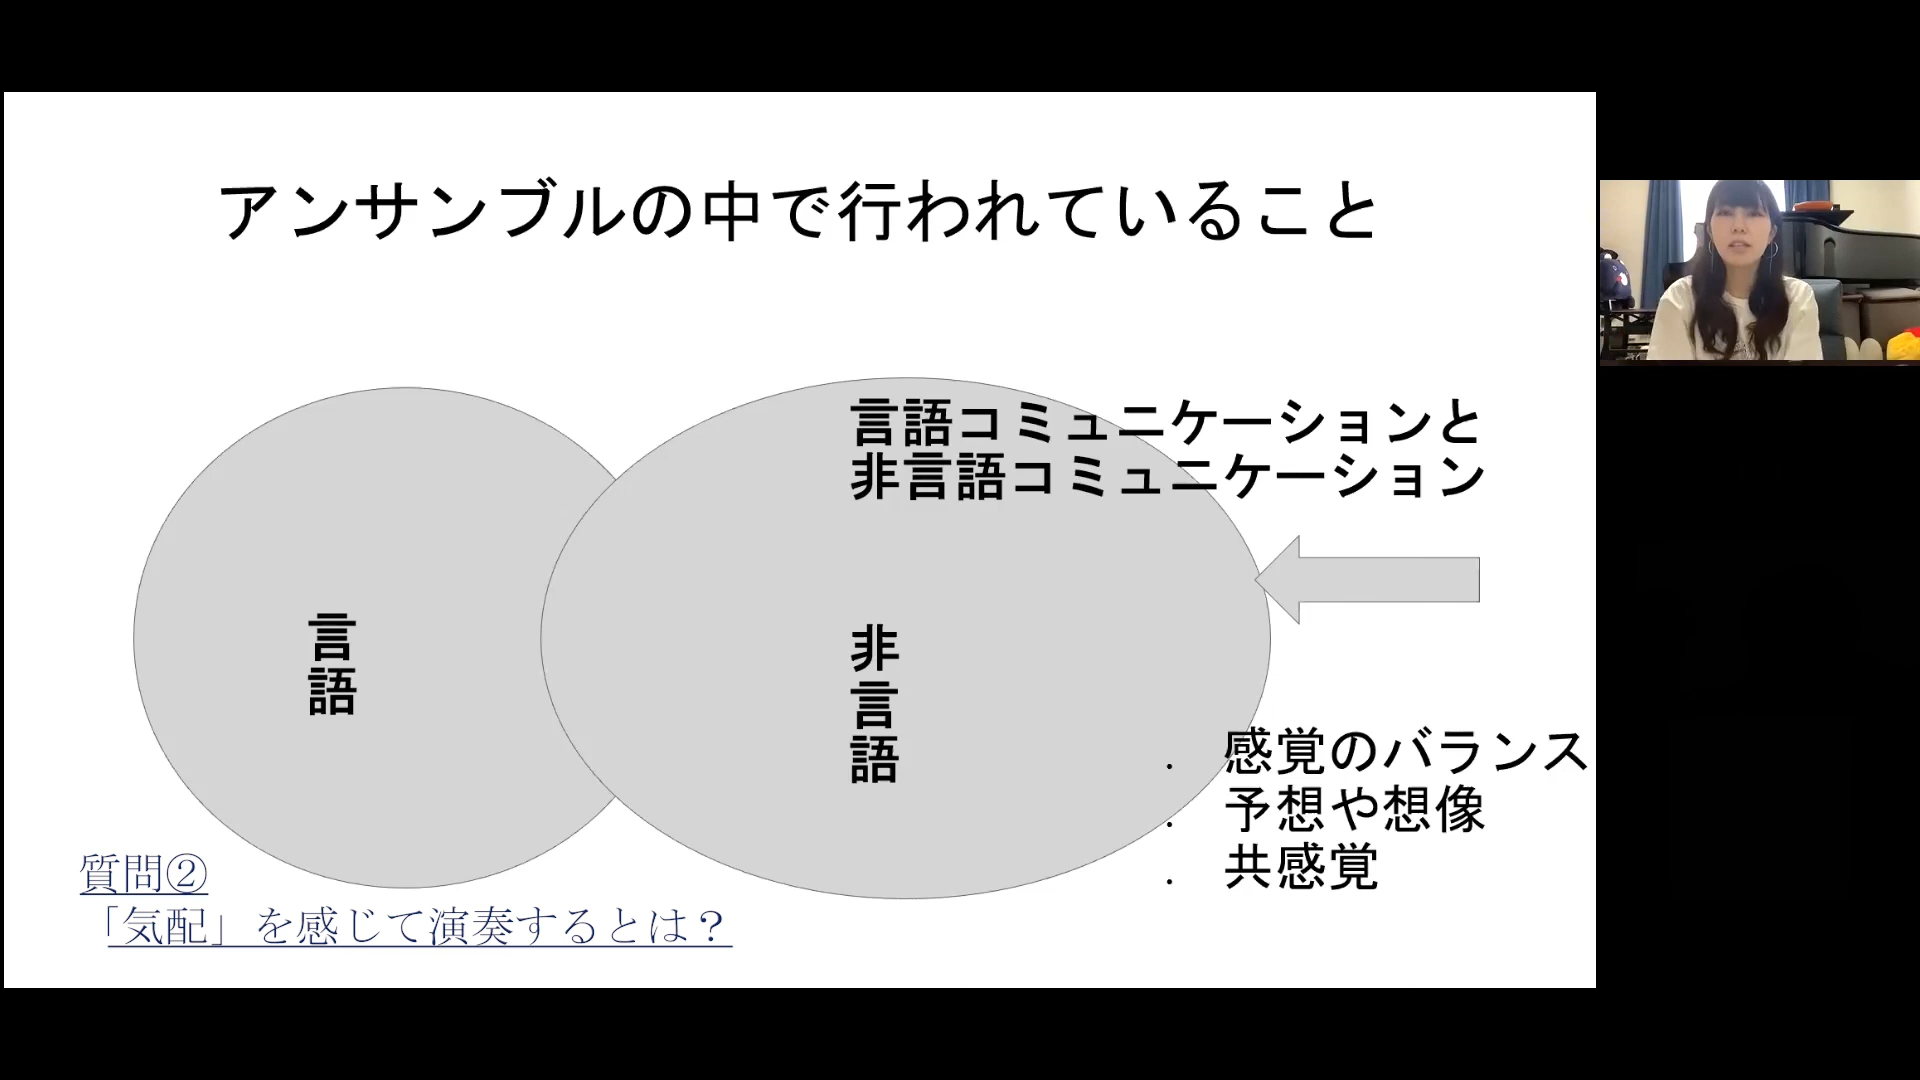 アンサンブルの中で行われていること
言語コミュニケーションと
非言語コミュニケーション
言語
非言語
. 感覚のバランス
. 予想や想像
. 共感覚
質問②
「気配」を感じて演奏するとは？